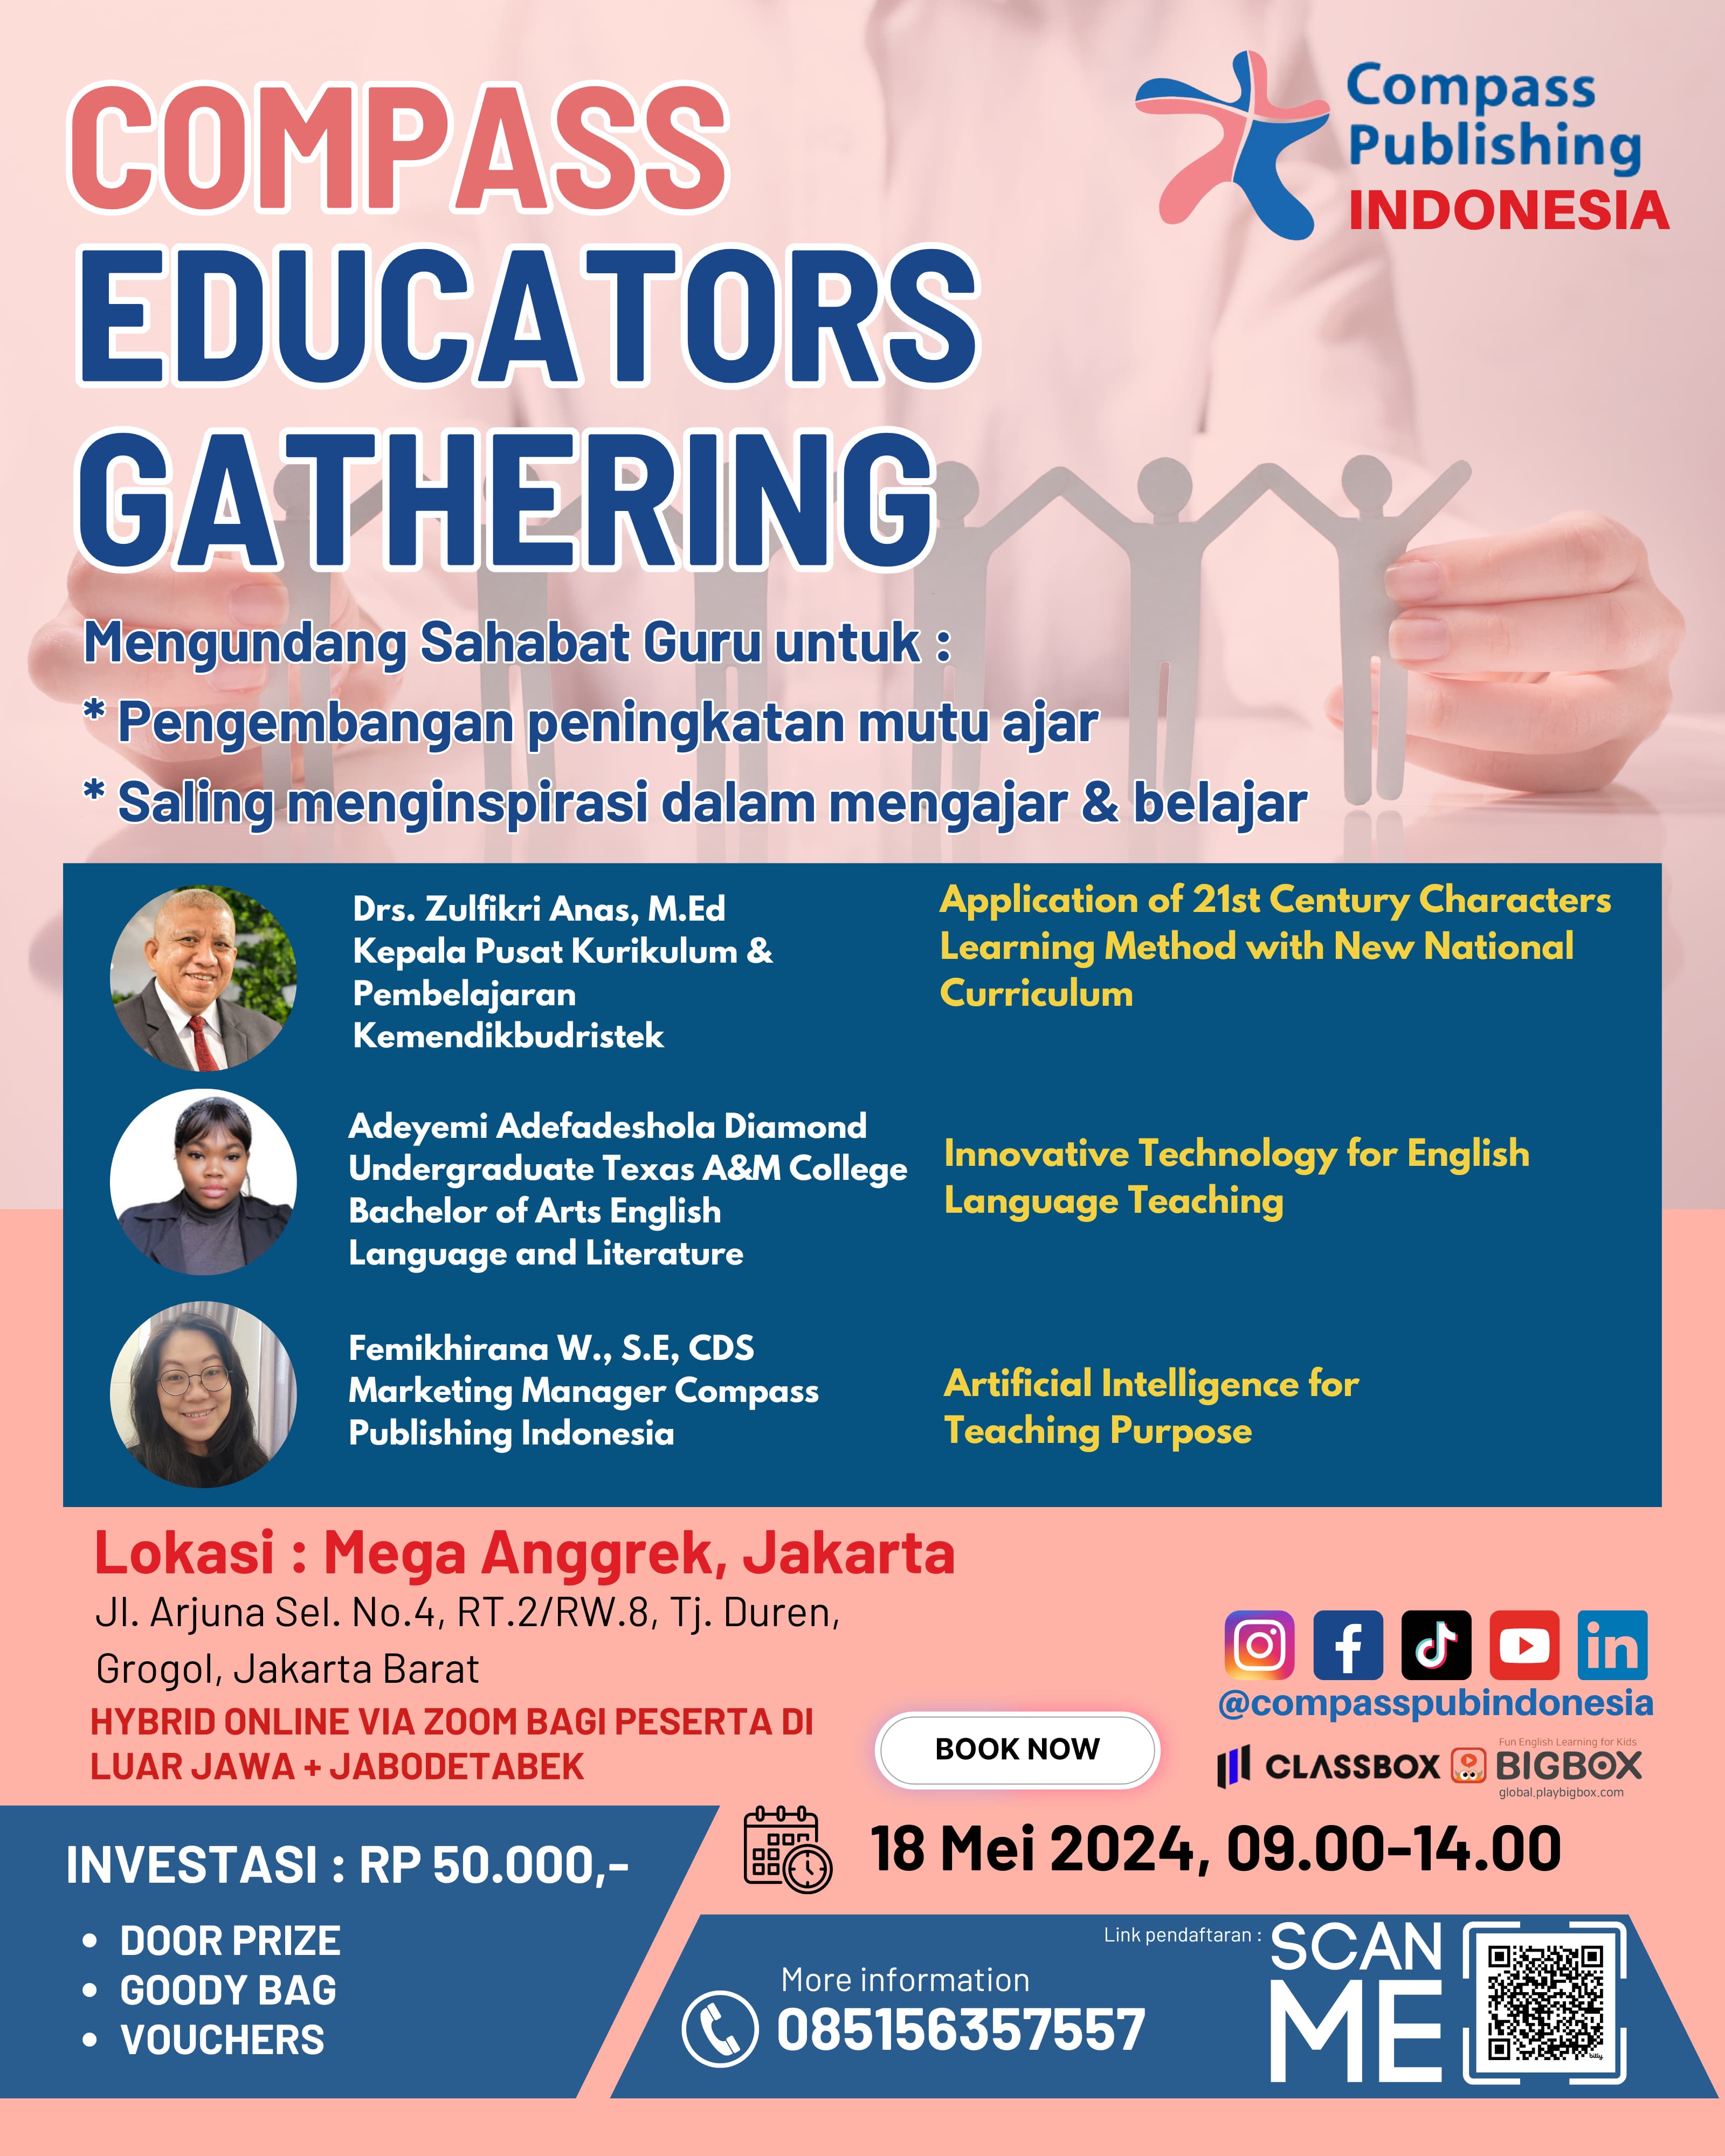 COMPASS
EDUCATORS
GATHERING
Compass
Publishing
INDONESIA
Mengundang Sahabat Guru untuk :
* Pengembangan peningkatan mutu ajar
* Saling menginspirasi dalam mengajar & belajar
Drs. Zulfikri Anas, M.Ed
Kepala Pusat Kurikulum &
Pembelajaran
Kemendikbudristek
Application of 21st Century Characters
Learning Method with New National
Curriculum
Adeyemi Adefadeshola Diamond
Undergraduate Texas A&M College
Bachelor of Arts English
Language and Literature
Innovative Technology for English
Language Teaching
Femikhirana W., S.E, CDS
Marketing Manager Compass
Publishing Indonesia
Artificial Intelligence for
Teaching Purpose
Lokasi : Mega Anggrek, Jakarta
Jl. Arjuna Sel. No.4, RT.2/RW.8, Tj. Duren,
Grogol, Jakarta Barat
HYBRID ONLINE VIA ZOOM BAGI PESERTA DI
LUAR JAWA + JABODETABEK
BOOK NOW
in
@compasspubindonesia
CLASSBOX
Fun English Learning for Kids
BIGBOX
global.playbigbox.com
INVESTASI : RP 50.000,-
• DOOR PRIZE
• GOODY BAG
• VOUCHERS
18 Mei 2024, 09.00-14.00
More information
085156357557
Link pendaftaran :
SCAN
ME
bitly